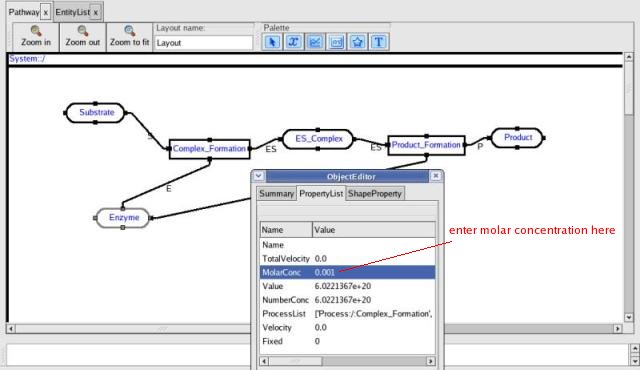 Pathway x EntityList x
Layout name:
Palette
Zoom in Zoom out Zoom to fit Layout
T
System::/
Substrate
S
Complex_Formation ES ES_Complex ES Product_Formation P Product
E
Enzyme
ObjectEditor
Summary PropertyList ShapeProperty
Name Value
enter molar concentration here
Name
TotalVelocity 0.0
MolarConc 0.001
Value 6.0221367e+20
NumberConc 6.0221367e+20
ProcessList ['Process:/:Complex_Formation',
Velocity 0.0
Fixed 0